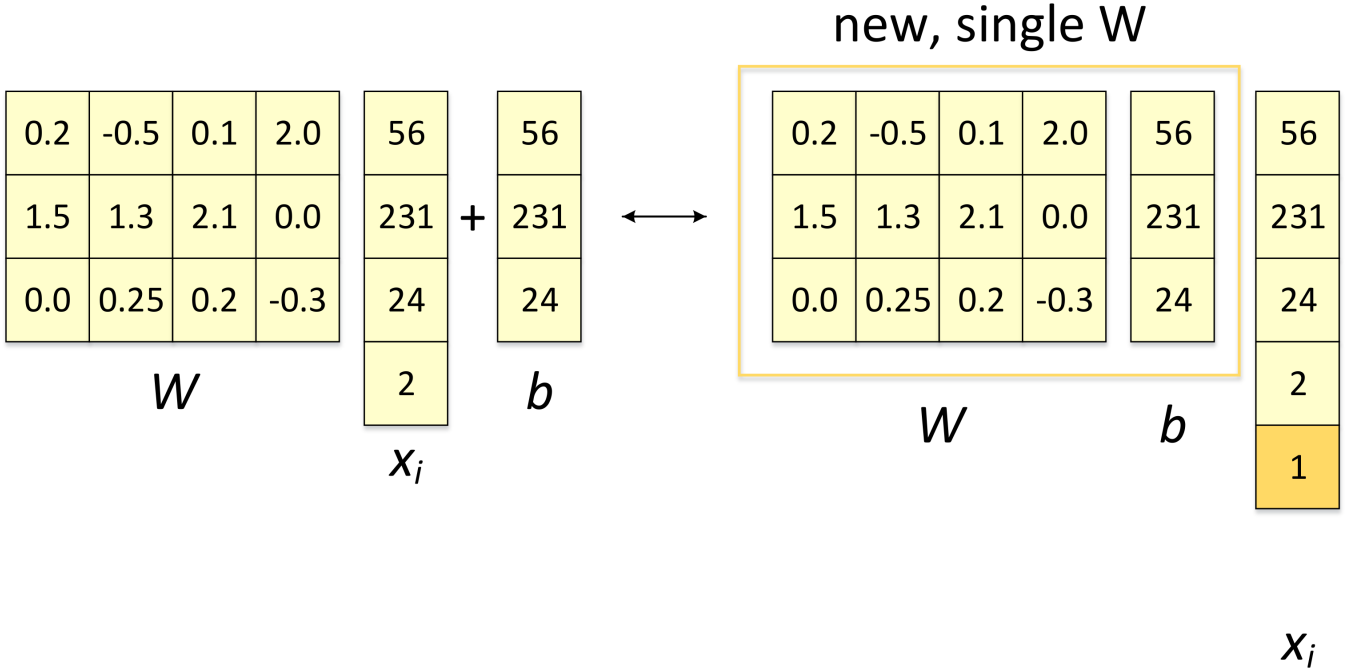 new, single W
0.2 -0.5 0.1 2.0 56 56 0.2 -0.5 0.1 2.0 56 56
1.5 1.3 2.1 0.0 231 + 231 1.5 1.3 2.1 0.0 231 231
0.0 0.25 0.2 -0.3 24 24 0.0 0.25 0.2 -0.3 24 24
W 2 b 2
W b
xi 1
xi